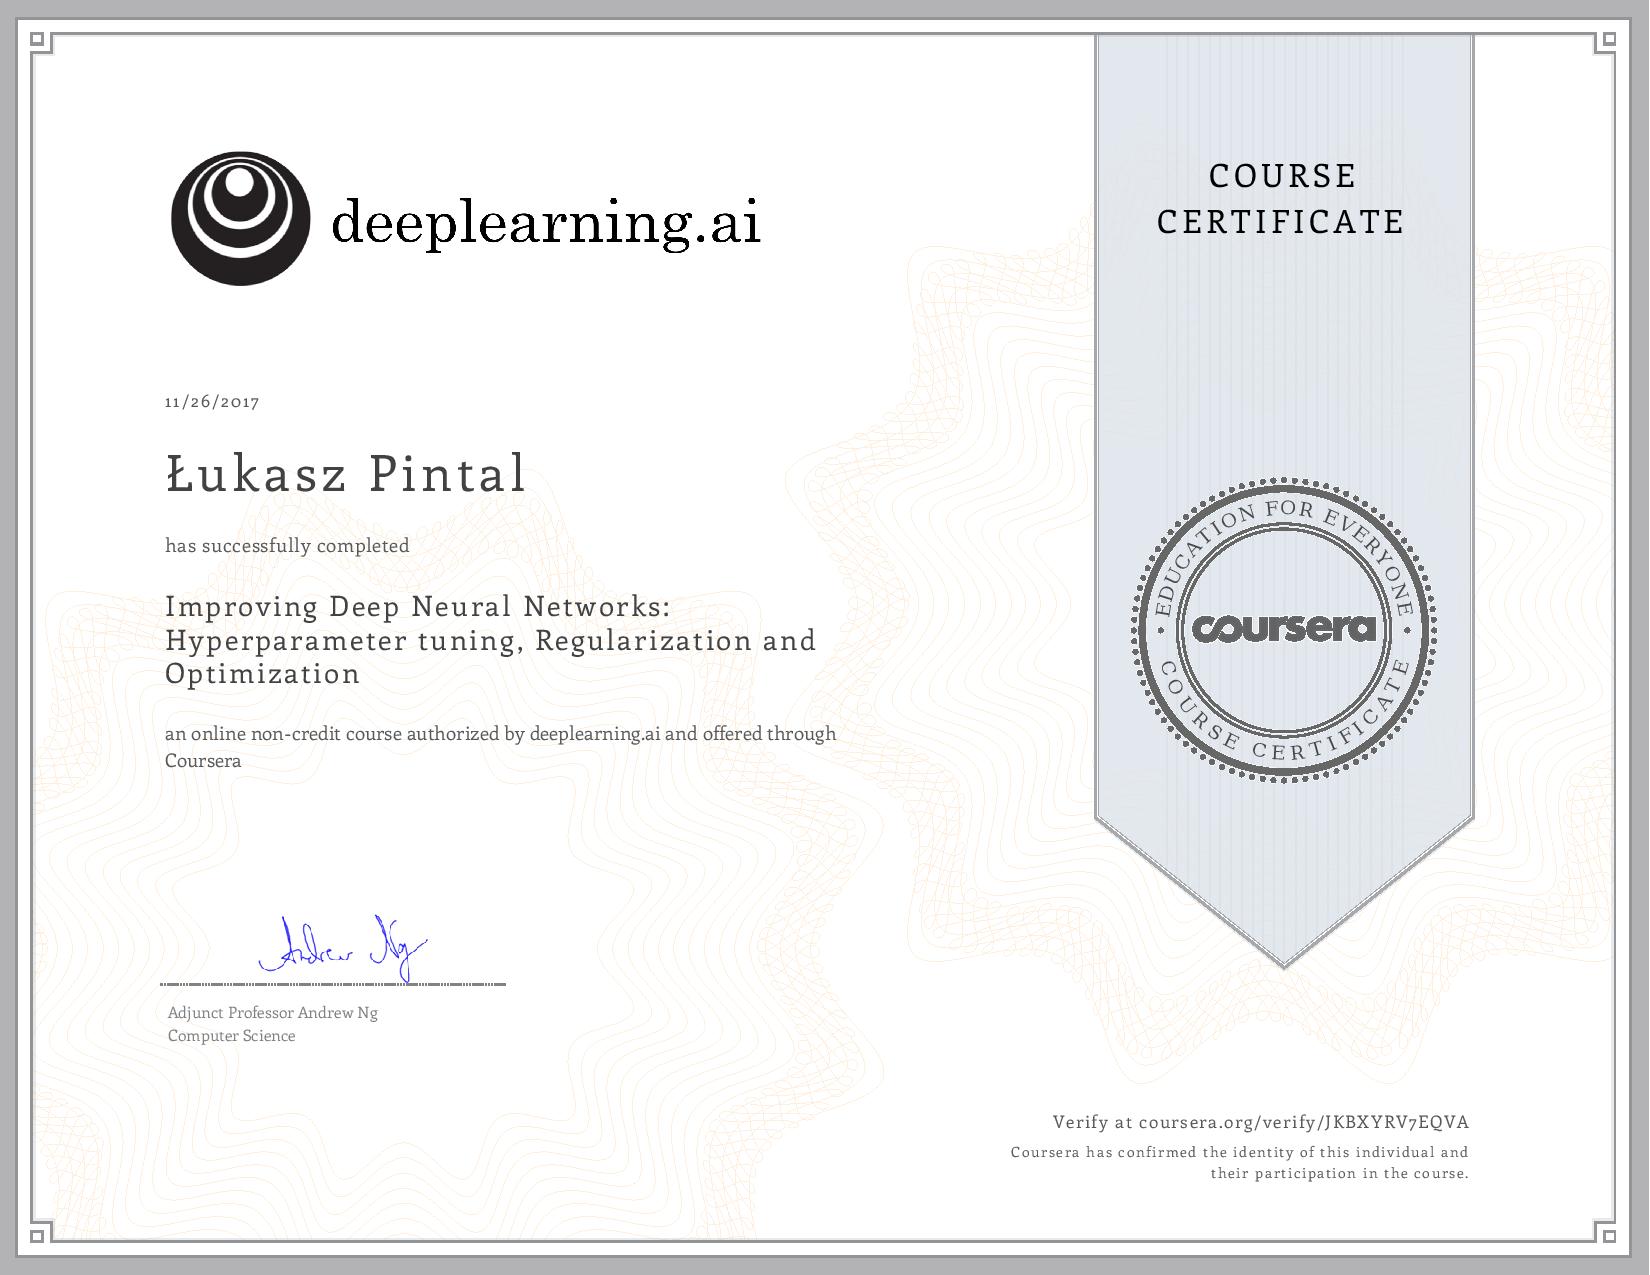 deeplearning.ai
COURSE
CERTIFICATE
11/26/2017
Łukasz Pintal
has successfully completed
Improving Deep Neural Networks:
Hyperparameter tuning, Regularization and
Optimization
an online non-credit course authorized by deeplearning.ai and offered through
Coursera
EDUCATION FOR EVERYONE
coursera
COURSE CERTIFICATE
Andrew Ng
Adjunct Professor Andrew Ng
Computer Science
Verify at coursera.org/verify/JKBXYRV7EQVA
Coursera has confirmed the identity of this individual and
their participation in the course.